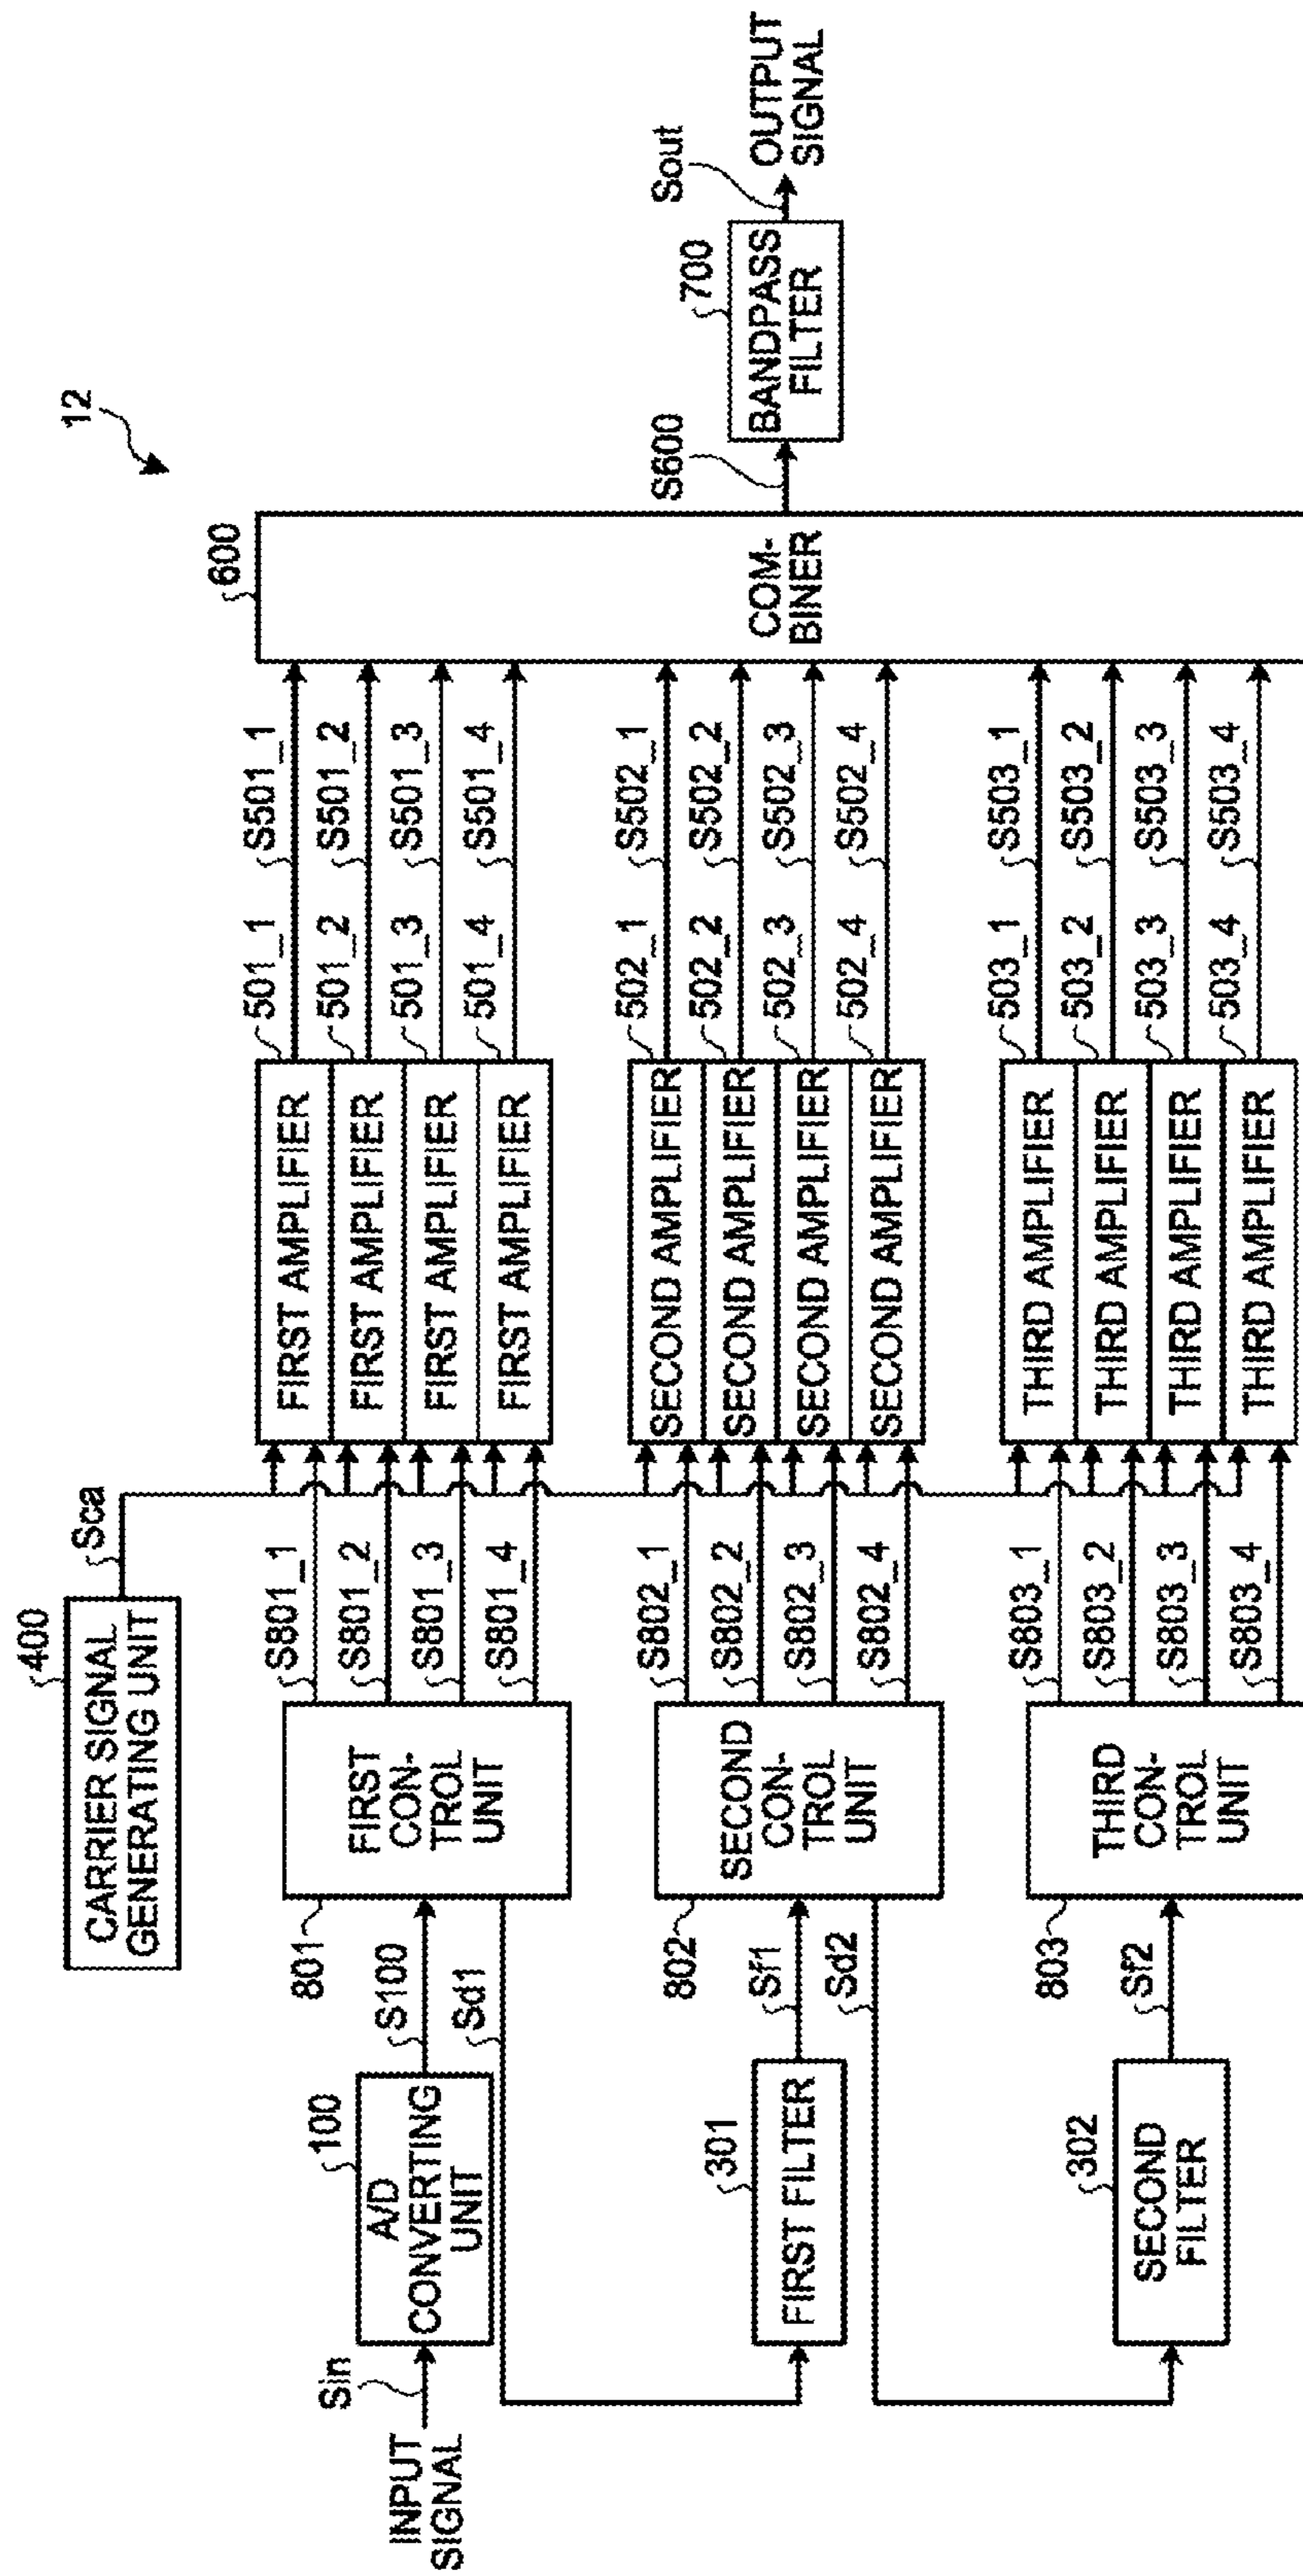 12
400
CARRIER SIGNAL
GENERATING UNIT
Sca
INPUT
SIGNAL
Sin
100
A/D
CONVERTING
UNIT
S100
Sd1
801
FIRST
CON-
TROL
UNIT
S801_1
S801_2
S801_3
S801_4
FIRST AMPLIFIER
FIRST AMPLIFIER
FIRST AMPLIFIER
FIRST AMPLIFIER
501_1
501_2
501_3
501_4
S501_1
S501_2
S501_3
S501_4
301
FIRST FILTER
Sf1
Sd2
802
SECOND
CON-
TROL
UNIT
S802_1
S802_2
S802_3
S802_4
SECOND AMPLIFIER
SECOND AMPLIFIER
SECOND AMPLIFIER
SECOND AMPLIFIER
502_1
502_2
502_3
502_4
S502_1
S502_2
S502_3
S502_4
302
SECOND
FILTER
Sf2
803
THIRD
CON-
TROL
UNIT
S803_1
S803_2
S803_3
S803_4
THIRD AMPLIFIER
THIRD AMPLIFIER
THIRD AMPLIFIER
THIRD AMPLIFIER
503_1
503_2
503_3
503_4
S503_1
S503_2
S503_3
S503_4
600
COM-
BINER
S600
700
BANDPASS
FILTER
Sout
OUTPUT
SIGNAL